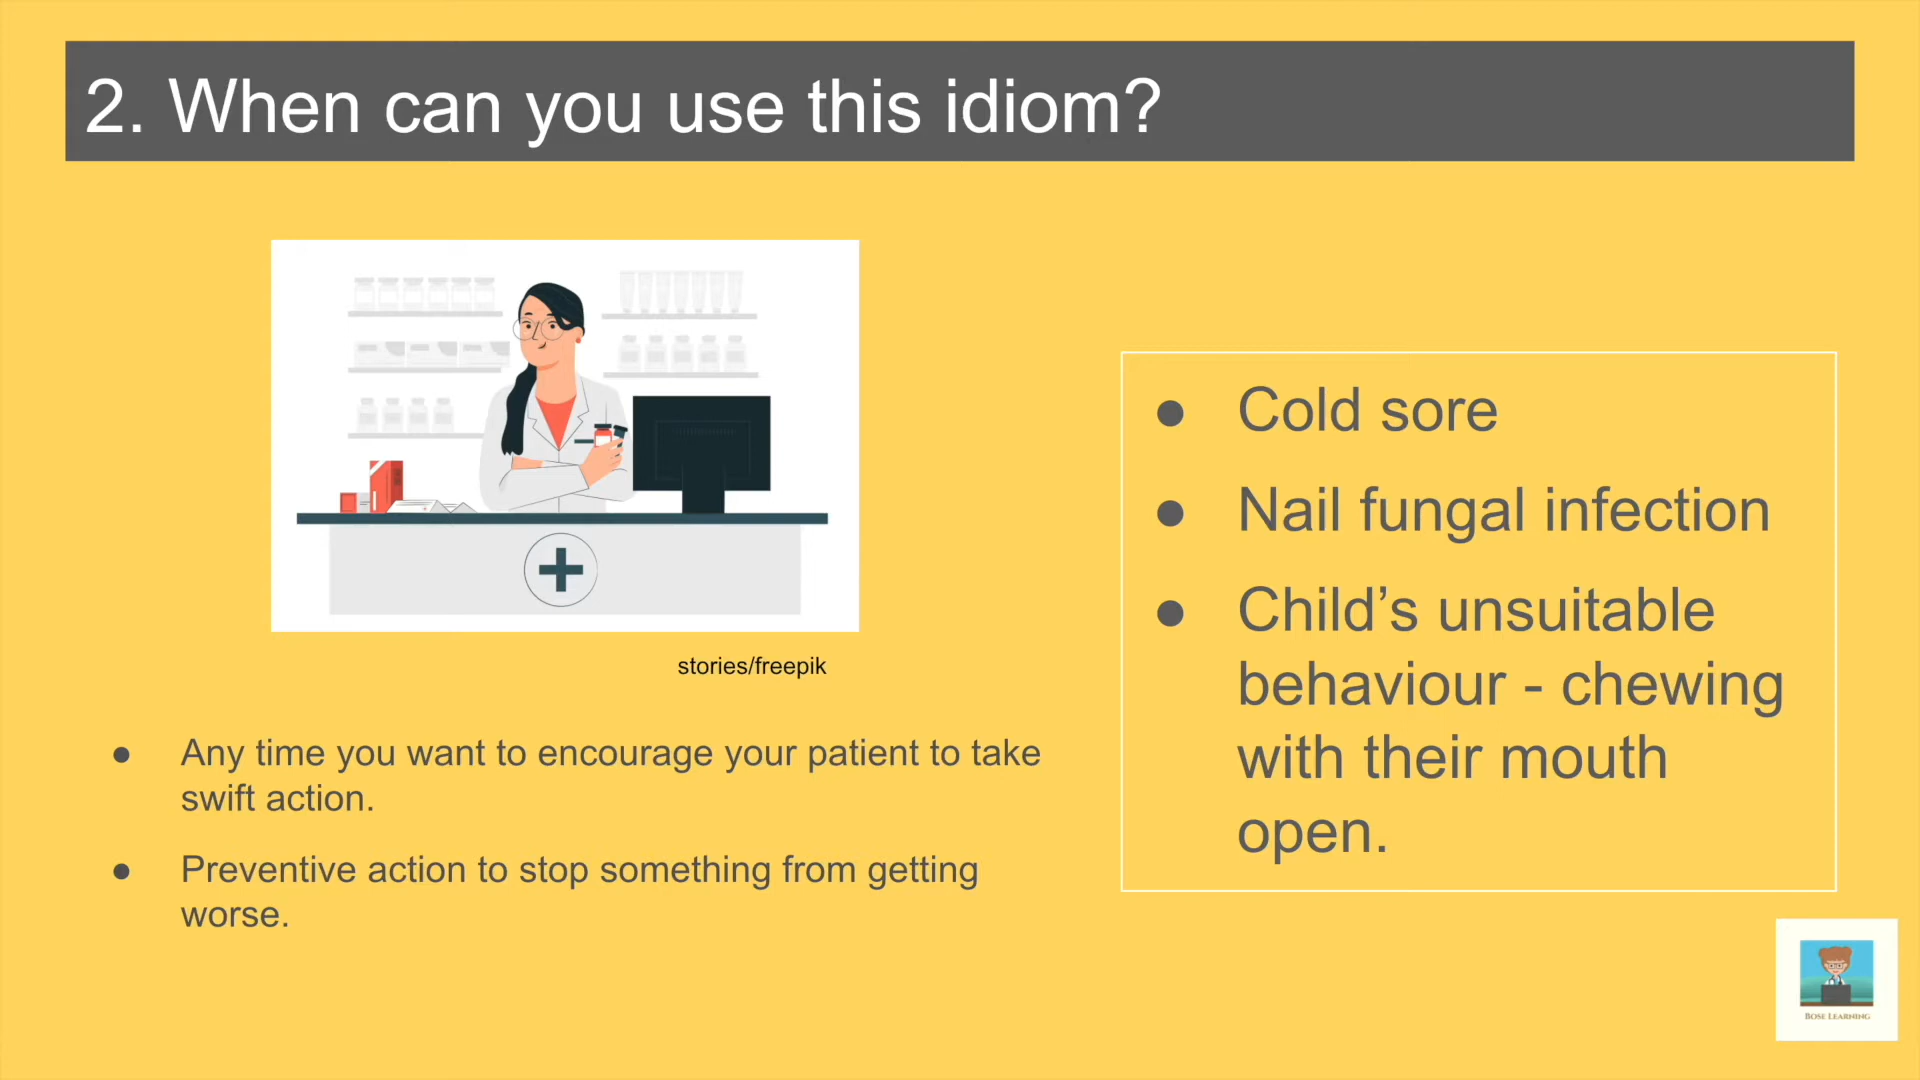 2. When can you use this idiom?
stories/freepik
● Any time you want to encourage your patient to take
swift action.
● Preventive action to stop something from getting
worse.
● Cold sore
● Nail fungal infection
● Child’s unsuitable
behaviour - chewing
with their mouth
open.
BOSE LEARNING